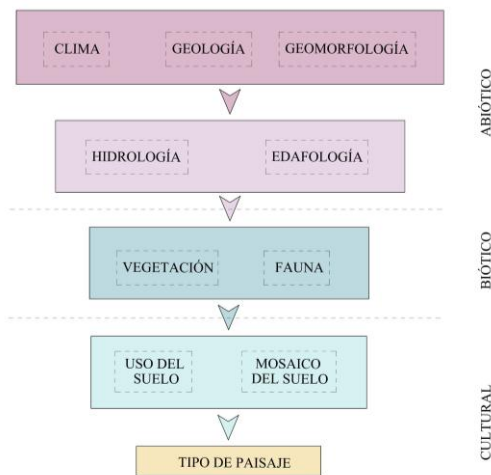 CLIMA
GEOLOGÍA
GEOMORFOLOGÍA
ABIÓTICO
HIDROLOGÍA
EDAFOLOGÍA
VEGETACIÓN
FAUNA
BIÓTICO
USO DEL
SUELO
MOSAICO
DEL SUELO
CULTURAL
TIPO DE PAISAJE